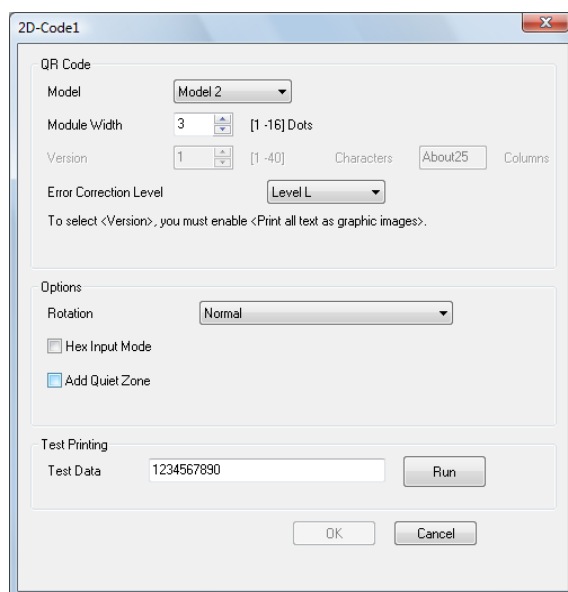 2D-Code1
QR Code
Model Model 2
Module Width 3 [1 -16] Dots
Version 1 [1 -40] Characters About25 Columns
Error Correction Level Level L
To select <Version>, you must enable <Print all text as graphic images>.
Options
Rotation Normal
Hex Input Mode
Add Quiet Zone
Test Printing
Test Data 1234567890 Run
OK Cancel